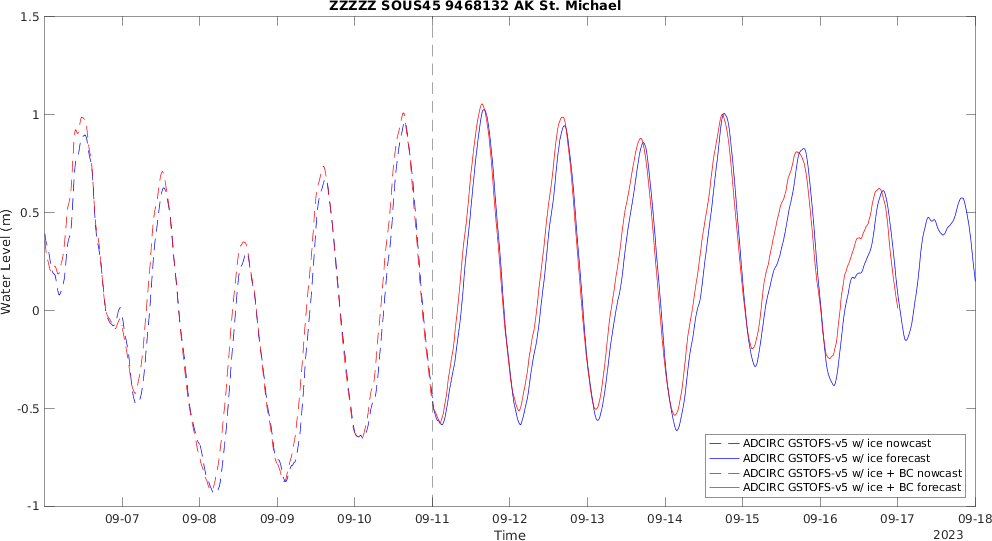 ZZZZZ SOUS45 9468132 AK St. Michael
1.5
1
0.5
0
-0.5
-1
Water Level (m)
09-07
09-08
09-09
09-10
09-11
09-12
09-13
09-14
09-15
09-16
09-17
09-18
Time
2023
ADCIRC GSTOFS-v5 w/ ice nowcast
ADCIRC GSTOFS-v5 w/ ice forecast
ADCIRC GSTOFS-v5 w/ ice + BC nowcast
ADCIRC GSTOFS-v5 w/ ice + BC forecast